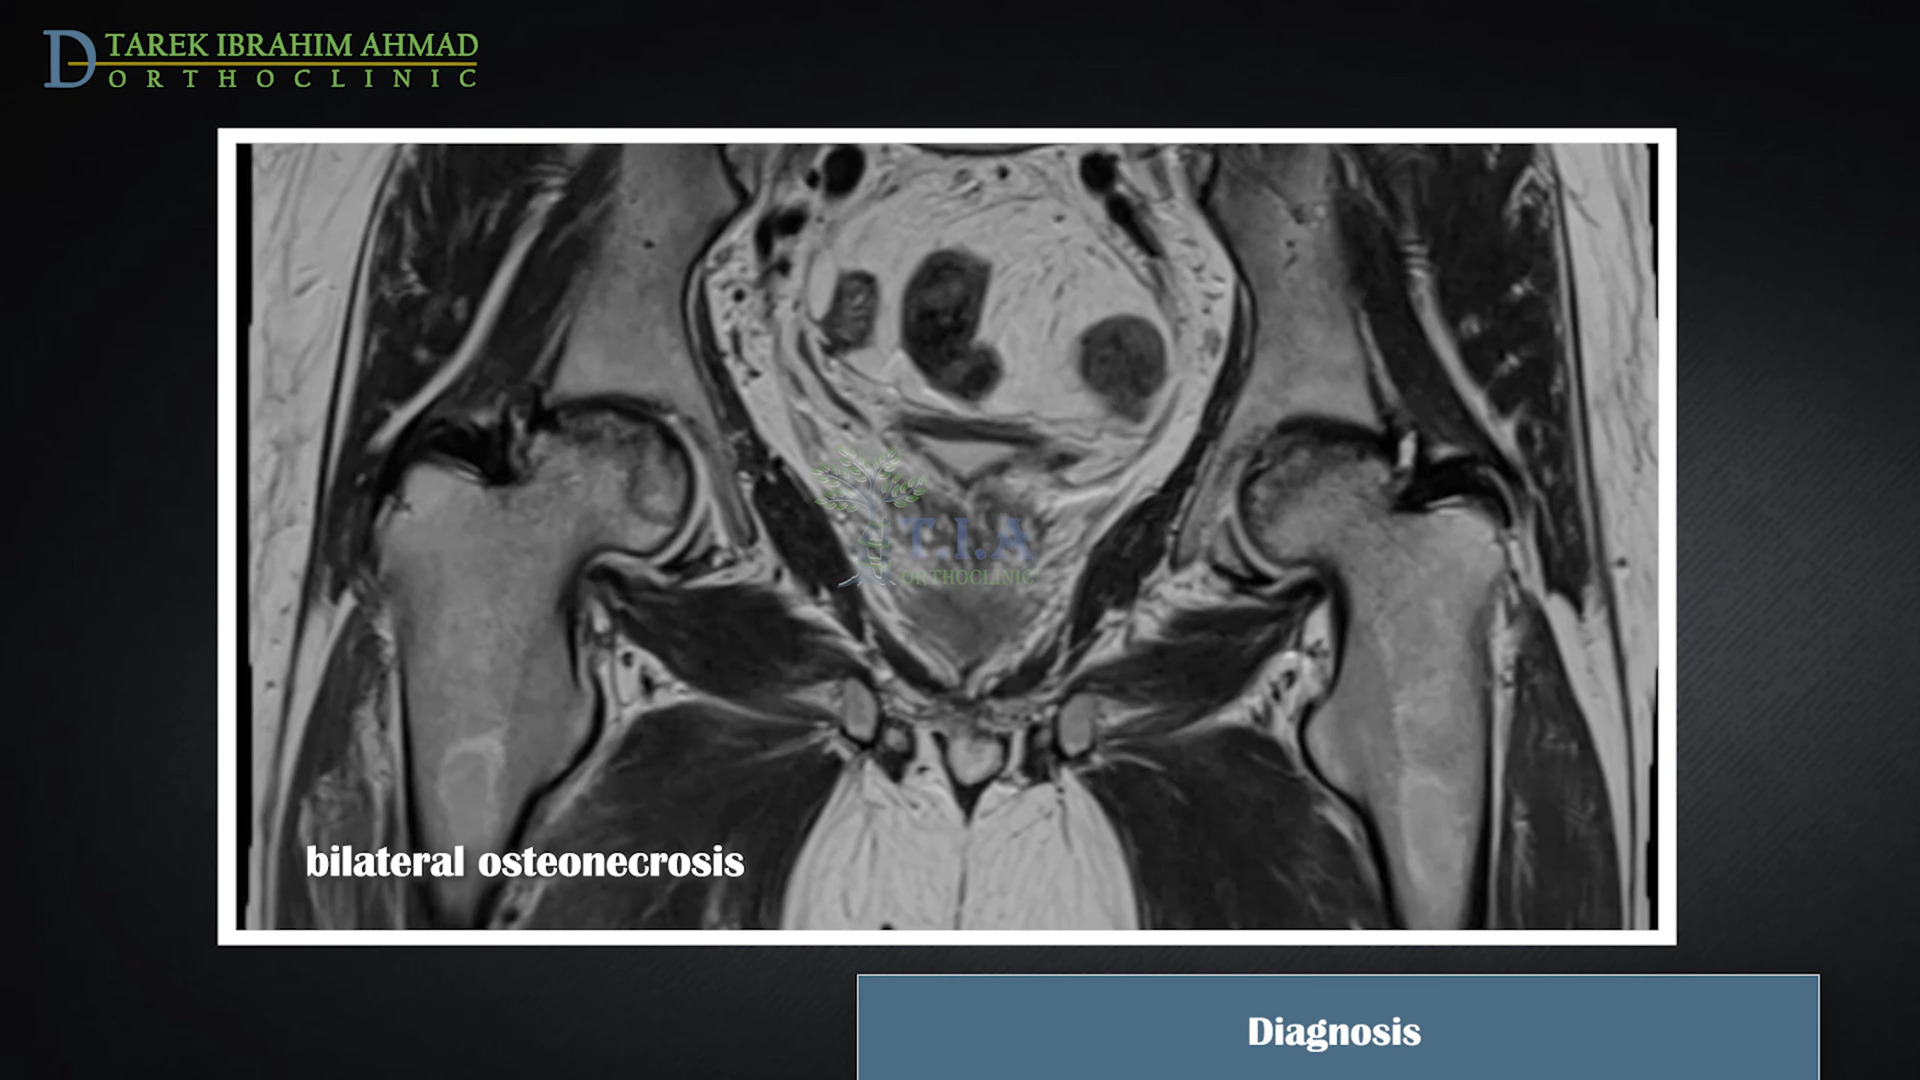 D TAREK IBRAHIM AHMAD
ORTHOCLINIC
T.I.A
ORTHOCLINIC
bilateral osteonecrosis
Diagnosis